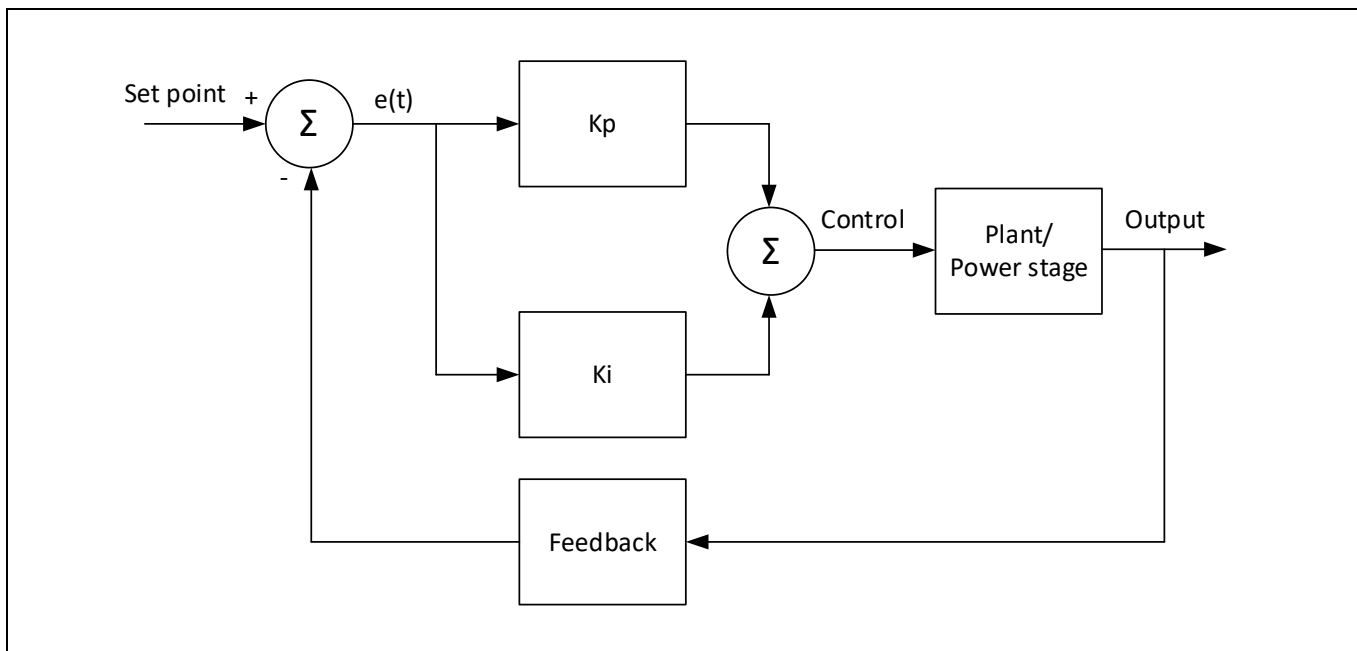 Set point
+
Σ
-
e(t)
Kp
Ki
Σ
Control
Plant/
Power stage
Output
Feedback